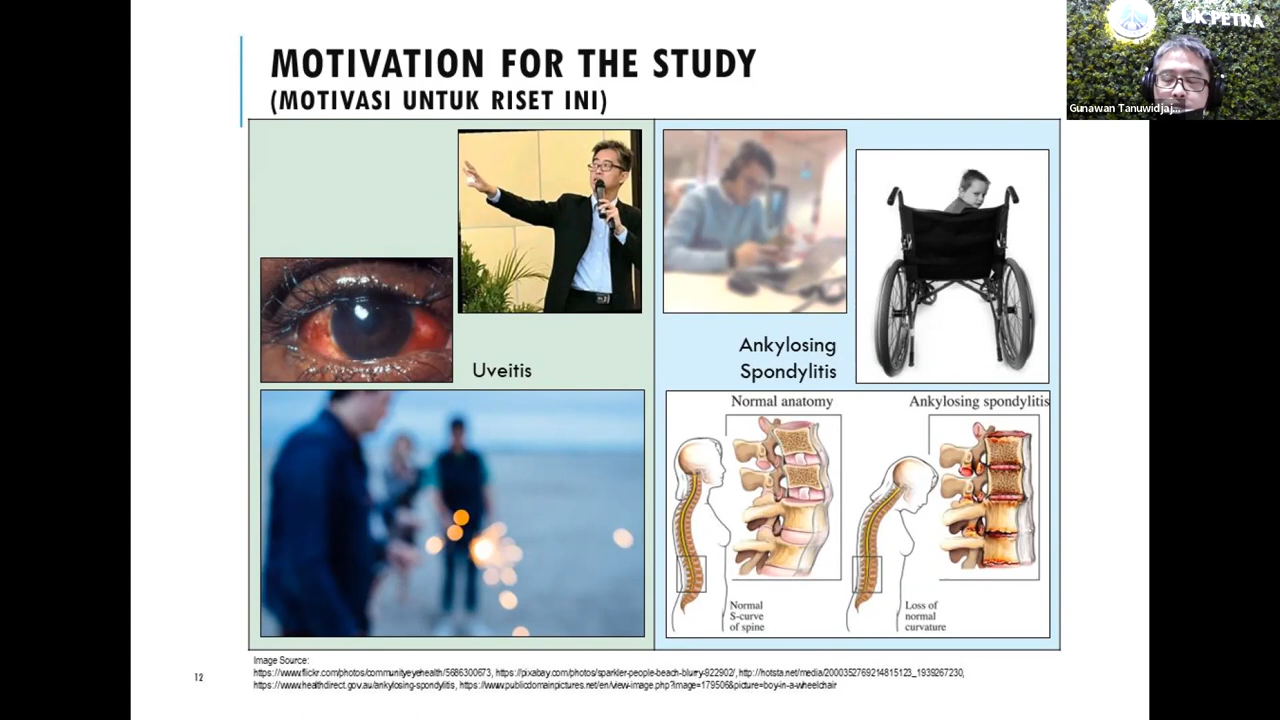 UK PETRA
Gunawan Tanuwidjaj...
MOTIVATION FOR THE STUDY
(MOTIVASI UNTUK RISET INI)
Uveitis
Ankylosing
Spondylitis
Normal anatomy
Ankylosing spondylitis
Normal
S-curve
of spine
Loss of
normal
curvature
Image Source:
https://www.flickr.com/photos/communityeyehealth/5686300673, https://pixabay.com/photos/sparkler-people-beach-blurry-922902/, http://hotsta.net/media/2000352769214815123_1939267230,
https://www.healthdirect.gov.au/ankylosing-spondylitis, https://www.publicdomainpictures.net/en/view-image.php?image=179506&picture=boy-in-a-wheelchair
12